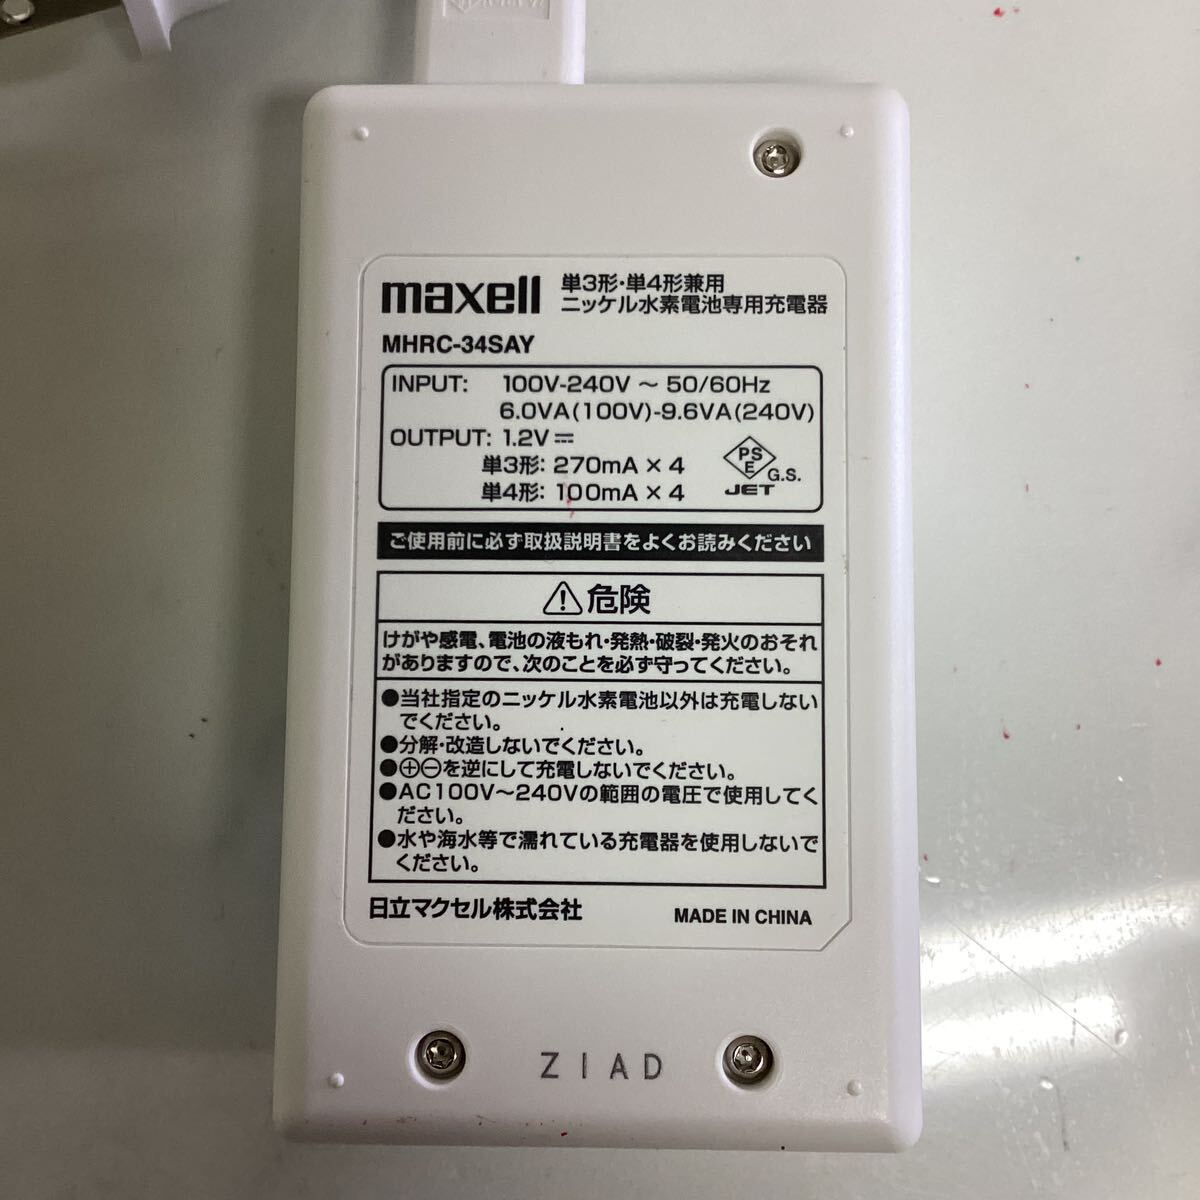 maxell
単3形・単4形兼用
ニッケル水素電池専用充電器
MHRC-34SAY
INPUT: 100V-240V ～ 50/60Hz
6.0VA(100V)-9.6VA(240V)
OUTPUT: 1.2V⎓
単3形: 270mA × 4
単4形: 100mA × 4
PS
E
JET
G.S.
ご使用前に必ず取扱説明書をよくお読みください
⚠危険
けがや感電、電池の液もれ・発熱・破裂・発火のおそれ
がありますので、次のことを必ず守ってください。
●当社指定のニッケル水素電池以外は充電しない
でください。
●分解・改造しないでください。
●⊕⊖を逆にして充電しないでください。
●AC100V～240Vの範囲の電圧で使用してく
ださい。
●水や海水等で濡れている充電器を使用しないで
ください。
日立マクセル株式会社
MADE IN CHINA
ZIAD